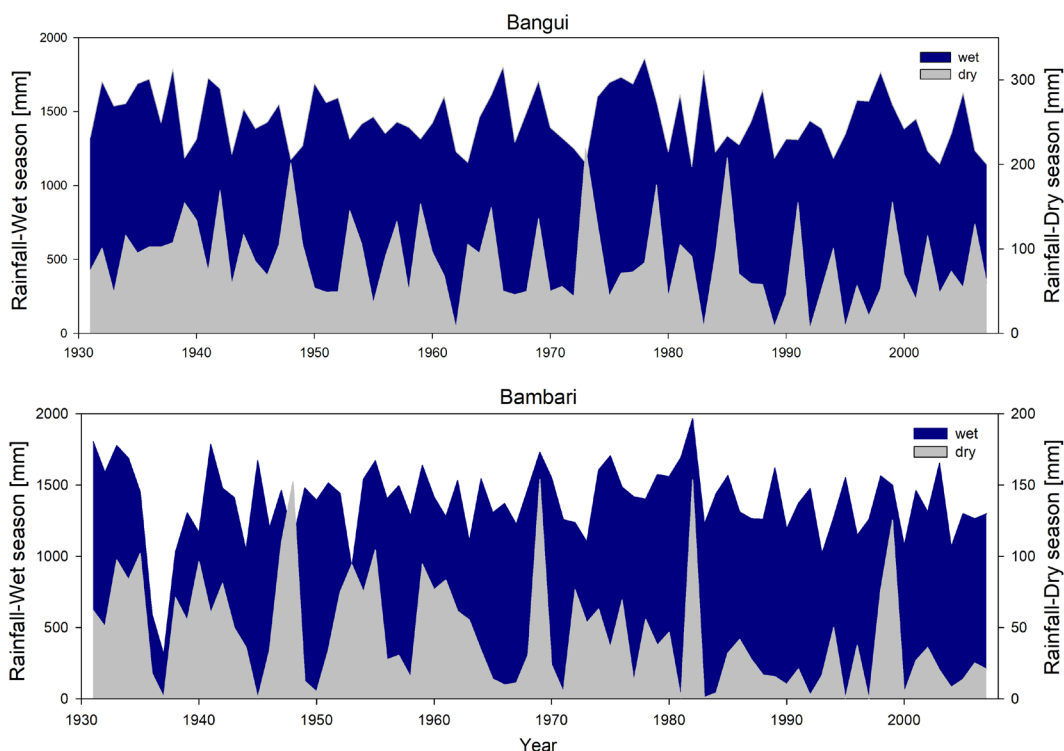 Bangui
Rainfall-Wet season [mm]
2000
1500
1000
500
0
wet
dry
300
200
100
0
Rainfall-Dry season [mm]
1930 1940 1950 1960 1970 1980 1990 2000
Bambari
Rainfall-Wet season [mm]
2000
1500
1000
500
0
wet
dry
200
150
100
50
0
Rainfall-Dry season [mm]
1930 1940 1950 1960 1970 1980 1990 2000
Year